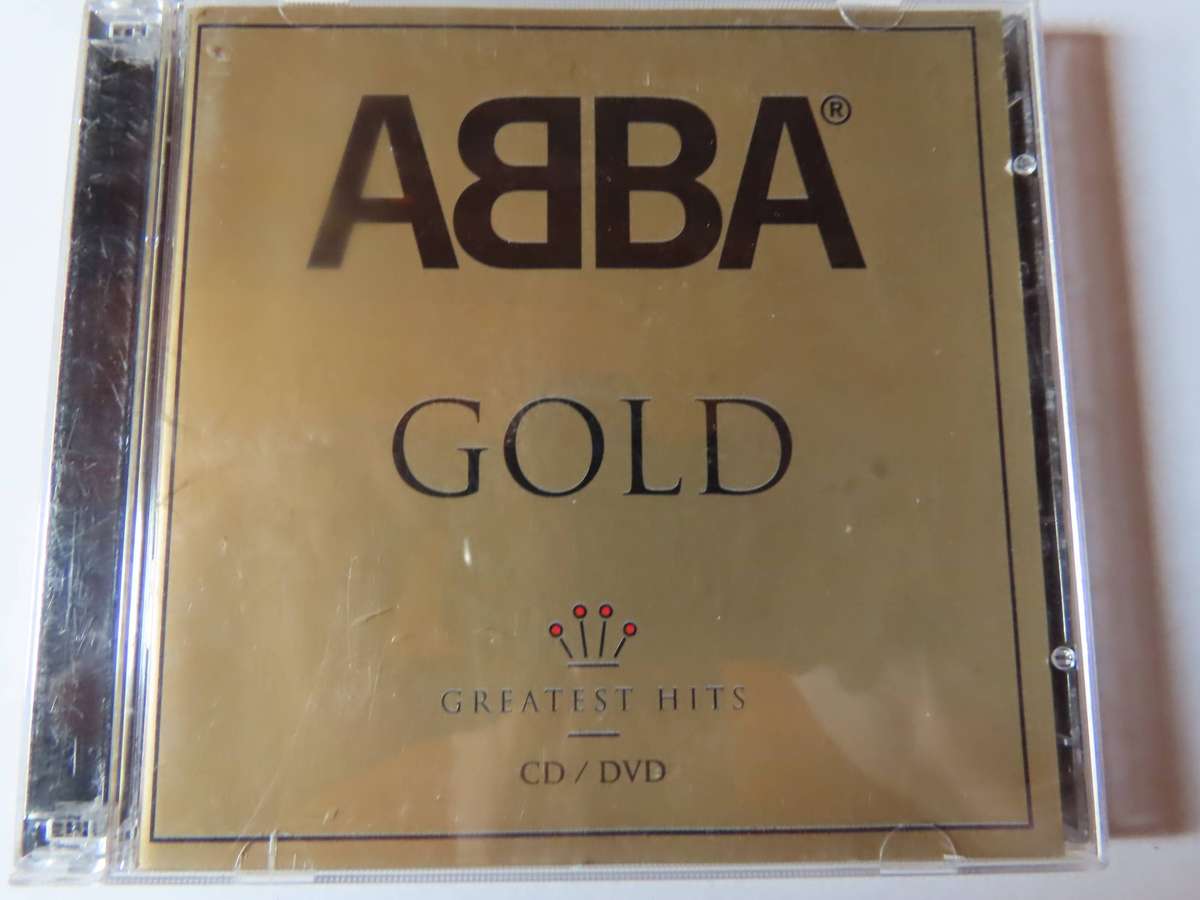 ABBA®
GOLD
GREATEST HITS
CD / DVD